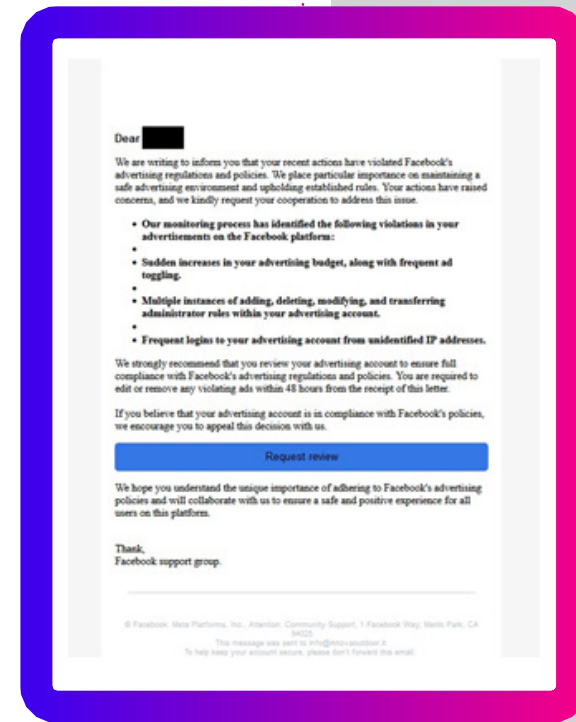 Dear
We are writing to inform you that your recent actions have violated Facebook's
advertising regulations and policies. We place particular importance on maintaining a
safe advertising environment and upholding established rules. Your actions have raised
concerns, and we kindly request your cooperation to address this issue.
• Our monitoring process has identified the following violations in your
advertisements on the Facebook platform:
•
• Sudden increases in your advertising budget, along with frequent ad
toggling.
•
• Multiple instances of adding, deleting, modifying, and transferring
administrator roles within your advertising account.
•
• Frequent logins to your advertising account from unidentified IP addresses.
We strongly recommend that you review your advertising account to ensure full
compliance with Facebook's advertising regulations and policies. You are required to
edit or remove any violating ads within 48 hours from the receipt of this letter.
If you believe that your advertising account is in compliance with Facebook's policies,
we encourage you to appeal this decision with us.
Request review
We hope you understand the unique importance of adhering to Facebook's advertising
policies and will collaborate with us to ensure a safe and positive experience for all
users on this platform.
Thank,
Facebook support group.
© Facebook. Meta Platforms, Inc., Attention: Community Support, 1 Facebook Way, Menlo Park, CA
94025
This message was sent to
To help keep your account secure, please don't forward this email.